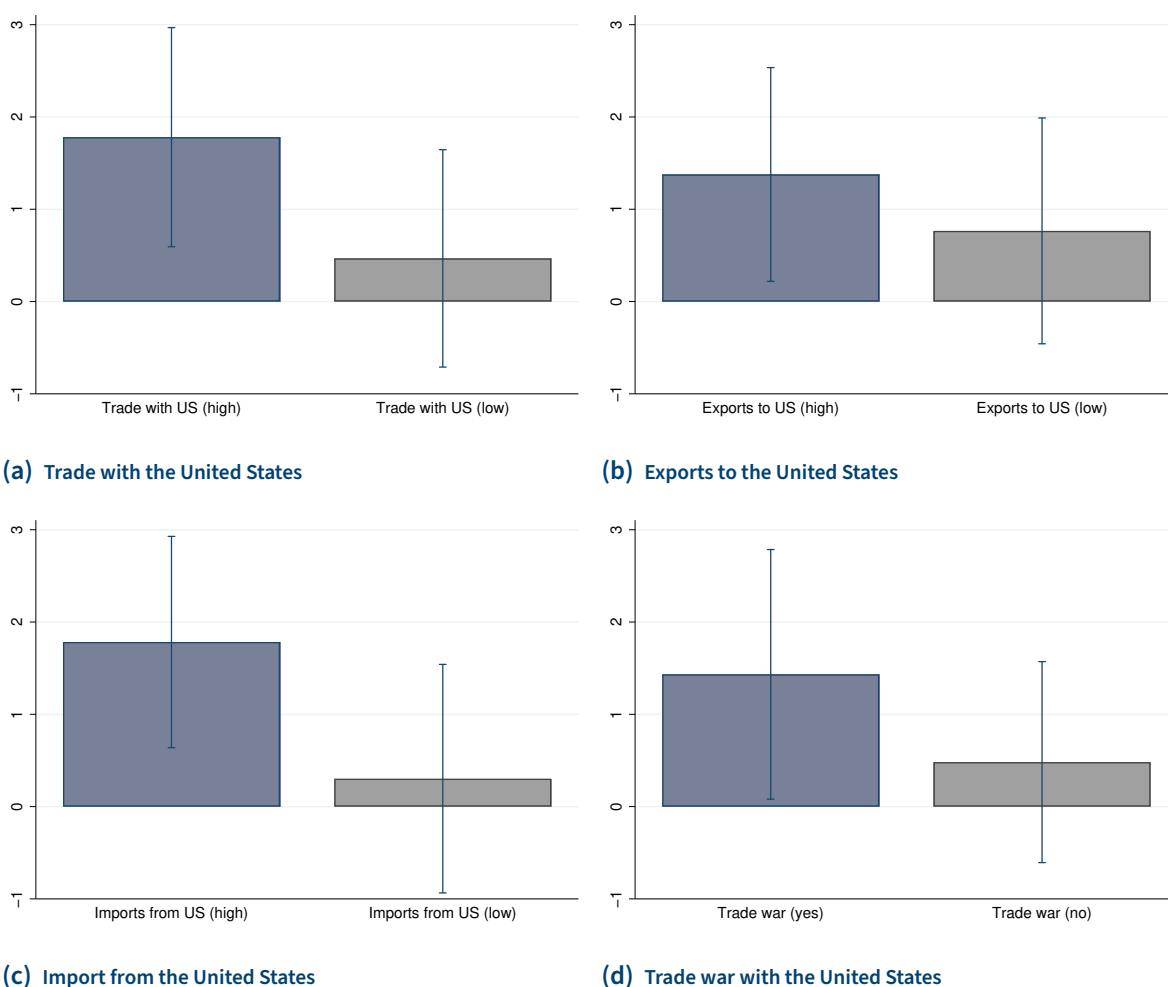 3
2
1
0
-1
Trade with US (high) Trade with US (low)
(a) Trade with the United States
3
2
1
0
-1
Exports to US (high) Exports to US (low)
(b) Exports to the United States
3
2
1
0
-1
Imports from US (high) Imports from US (low)
(c) Import from the United States
3
2
1
0
-1
Trade war (yes) Trade war (no)
(d) Trade war with the United States